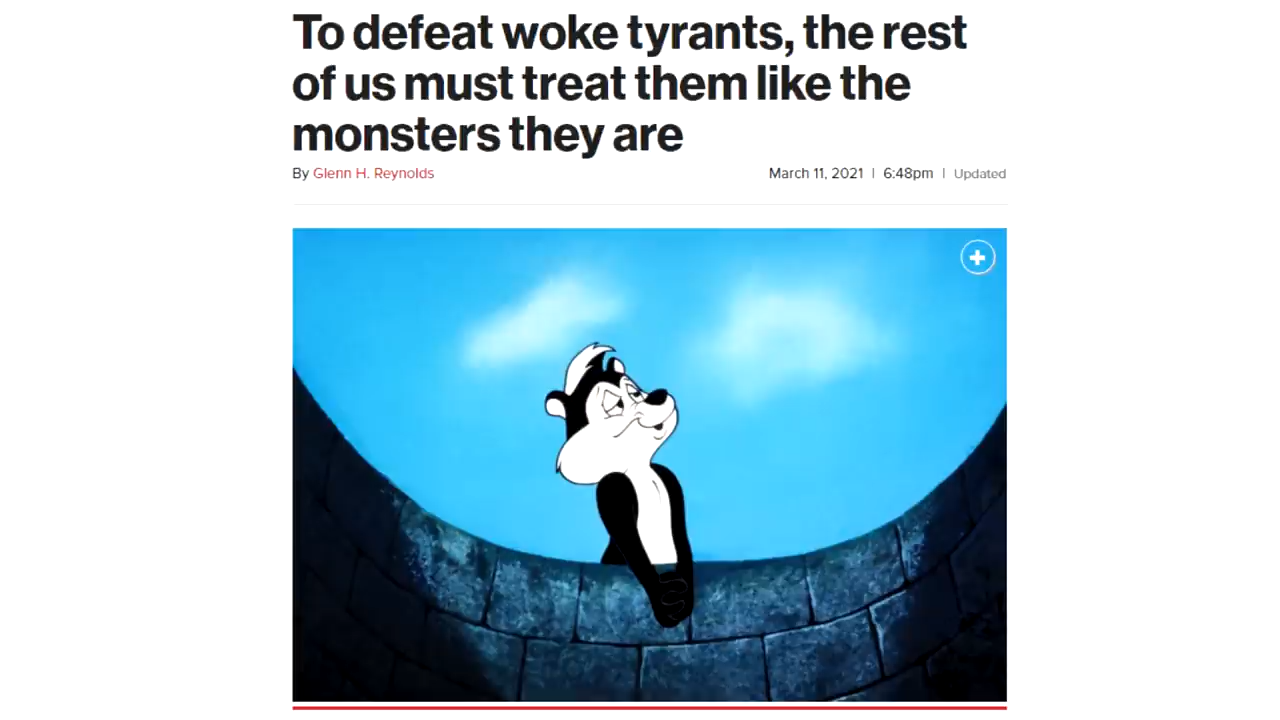 To defeat woke tyrants, the rest
of us must treat them like the
monsters they are
By Glenn H. Reynolds March 11, 2021 | 6:48pm | Updated